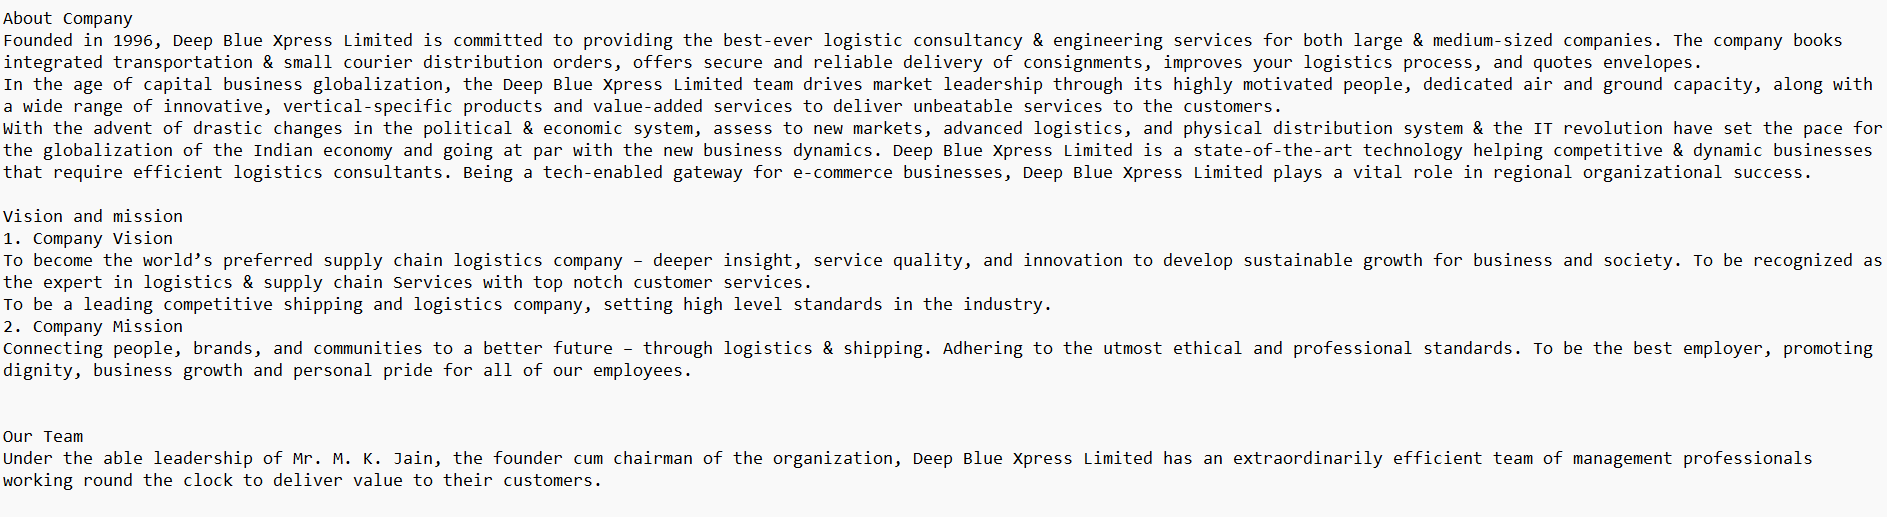 About Company
Founded in 1996, Deep Blue Xpress Limited is committed to providing the best-ever logistic consultancy & engineering services for both large & medium-sized companies. The company books
integrated transportation & small courier distribution orders, offers secure and reliable delivery of consignments, improves your logistics process, and quotes envelopes.
In the age of capital business globalization, the Deep Blue Xpress Limited team drives market leadership through its highly motivated people, dedicated air and ground capacity, along with
a wide range of innovative, vertical-specific products and value-added services to deliver unbeatable services to the customers.
With the advent of drastic changes in the political & economic system, assess to new markets, advanced logistics, and physical distribution system & the IT revolution have set the pace for
the globalization of the Indian economy and going at par with the new business dynamics. Deep Blue Xpress Limited is a state-of-the-art technology helping competitive & dynamic businesses
that require efficient logistics consultants. Being a tech-enabled gateway for e-commerce businesses, Deep Blue Xpress Limited plays a vital role in regional organizational success.
Vision and mission
1. Company Vision
To become the world’s preferred supply chain logistics company – deeper insight, service quality, and innovation to develop sustainable growth for business and society. To be recognized as
the expert in logistics & supply chain Services with top notch customer services.
To be a leading competitive shipping and logistics company, setting high level standards in the industry.
2. Company Mission
Connecting people, brands, and communities to a better future – through logistics & shipping. Adhering to the utmost ethical and professional standards. To be the best employer, promoting
dignity, business growth and personal pride for all of our employees.
Our Team
Under the able leadership of Mr. M. K. Jain, the founder cum chairman of the organization, Deep Blue Xpress Limited has an extraordinarily efficient team of management professionals
working round the clock to deliver value to their customers.